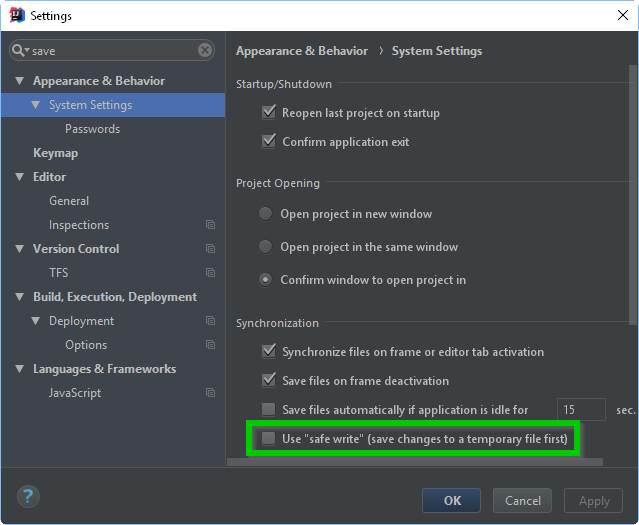 Settings
save
Appearance & Behavior
System Settings
Passwords
Keymap
Editor
General
Inspections
Version Control
TFS
Build, Execution, Deployment
Deployment
Options
Languages & Frameworks
JavaScript
Appearance & Behavior › System Settings
Startup/Shutdown
Reopen last project on startup
Confirm application exit
Project Opening
Open project in new window
Open project in the same window
Confirm window to open project in
Synchronization
Synchronize files on frame or editor tab activation
Save files on frame deactivation
Save files automatically if application is idle for 15 sec.
Use "safe write" (save changes to a temporary file first)
?
OK Cancel Apply